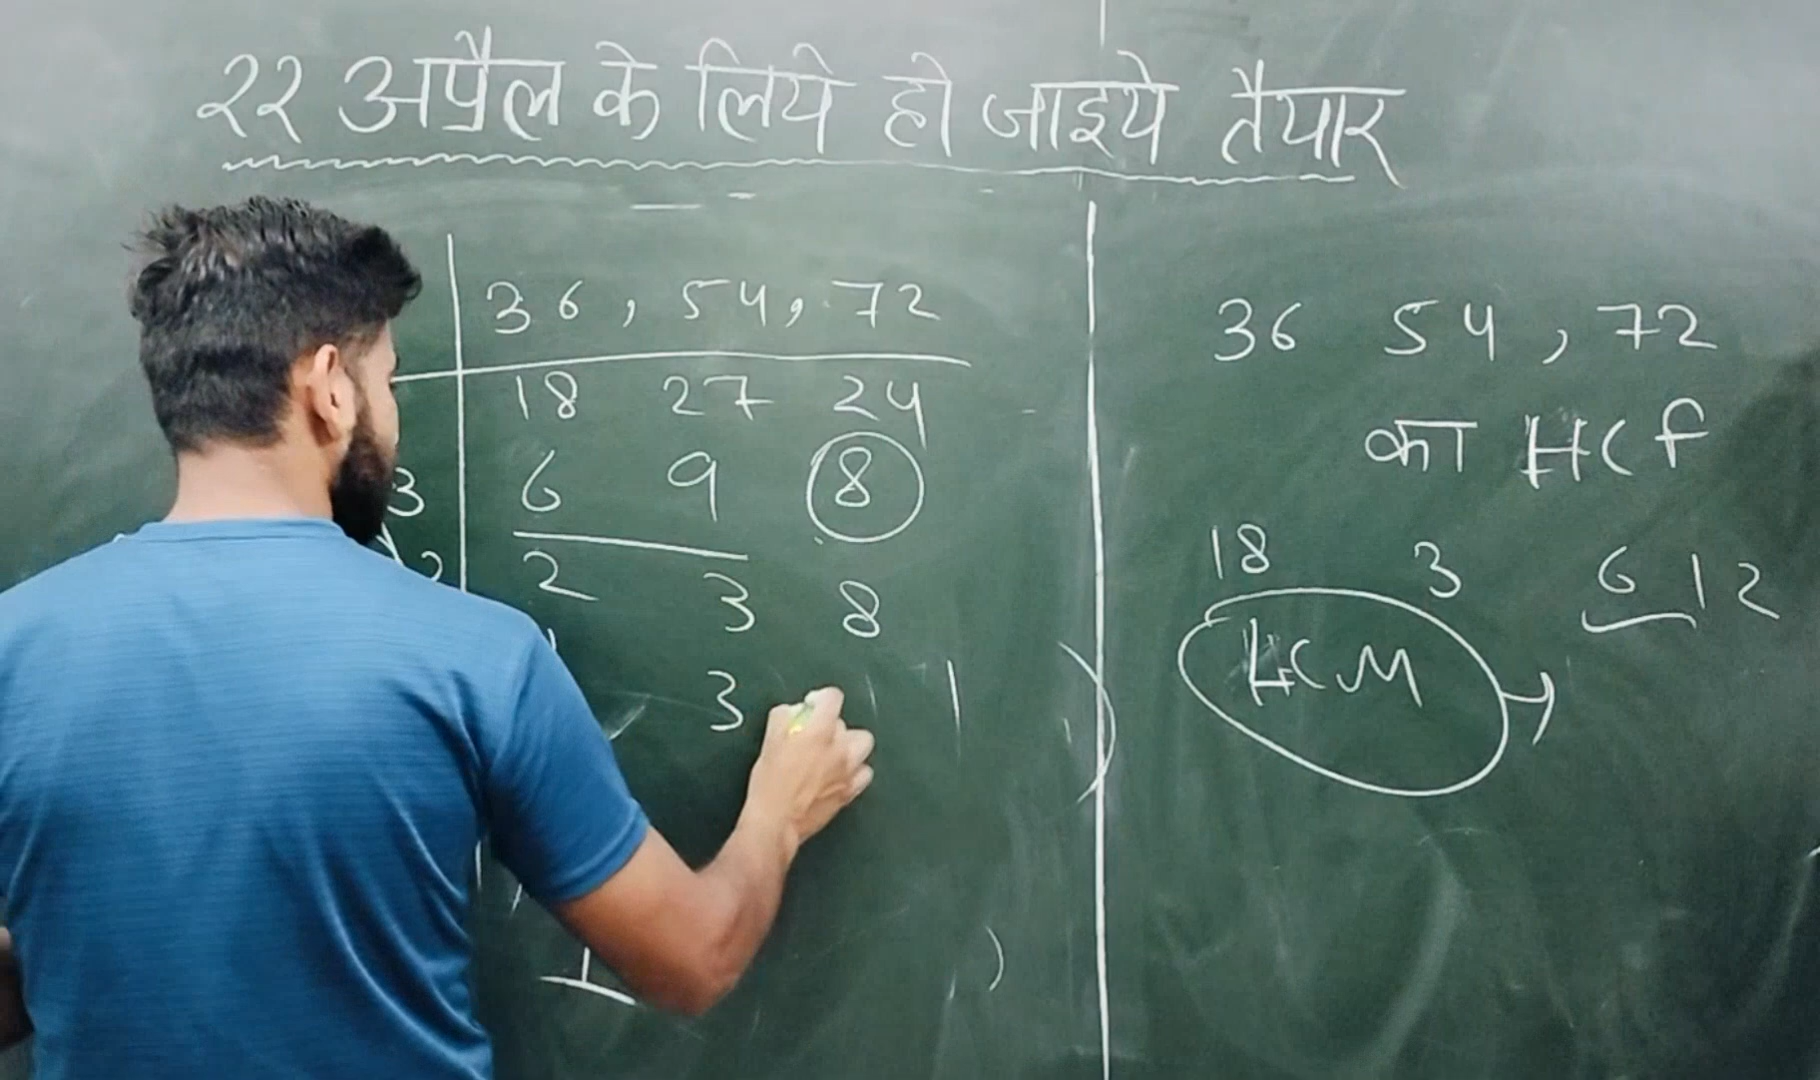 २२ अप्रैल के लिये हो जाइये तैयार
36 , 54 , 72
18 27 24
3 6 9 8
2 2 3 8
3
36 54 , 72
का HCF
18 3 6 12
LCM